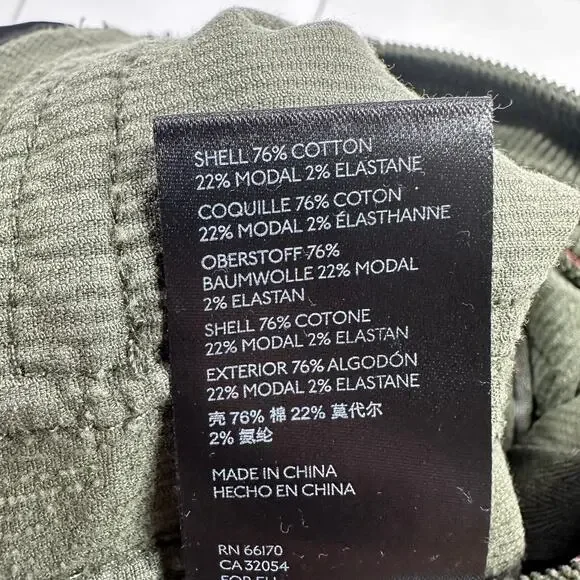 SHELL 76% COTTON
22% MODAL 2% ELASTANE
COQUILLE 76% COTON
22% MODAL 2% ÉLASTHANNE
OBERSTOFF 76%
BAUMWOLLE 22% MODAL
2% ELASTAN
SHELL 76% COTONE
22% MODAL 2% ELASTAN
EXTERIOR 76% ALGODÓN
22% MODAL 2% ELASTANE
壳 76% 棉 22% 莫代尔
2% 氨纶
MADE IN CHINA
HECHO EN CHINA
RN 66170
CA 32054
FOR EU